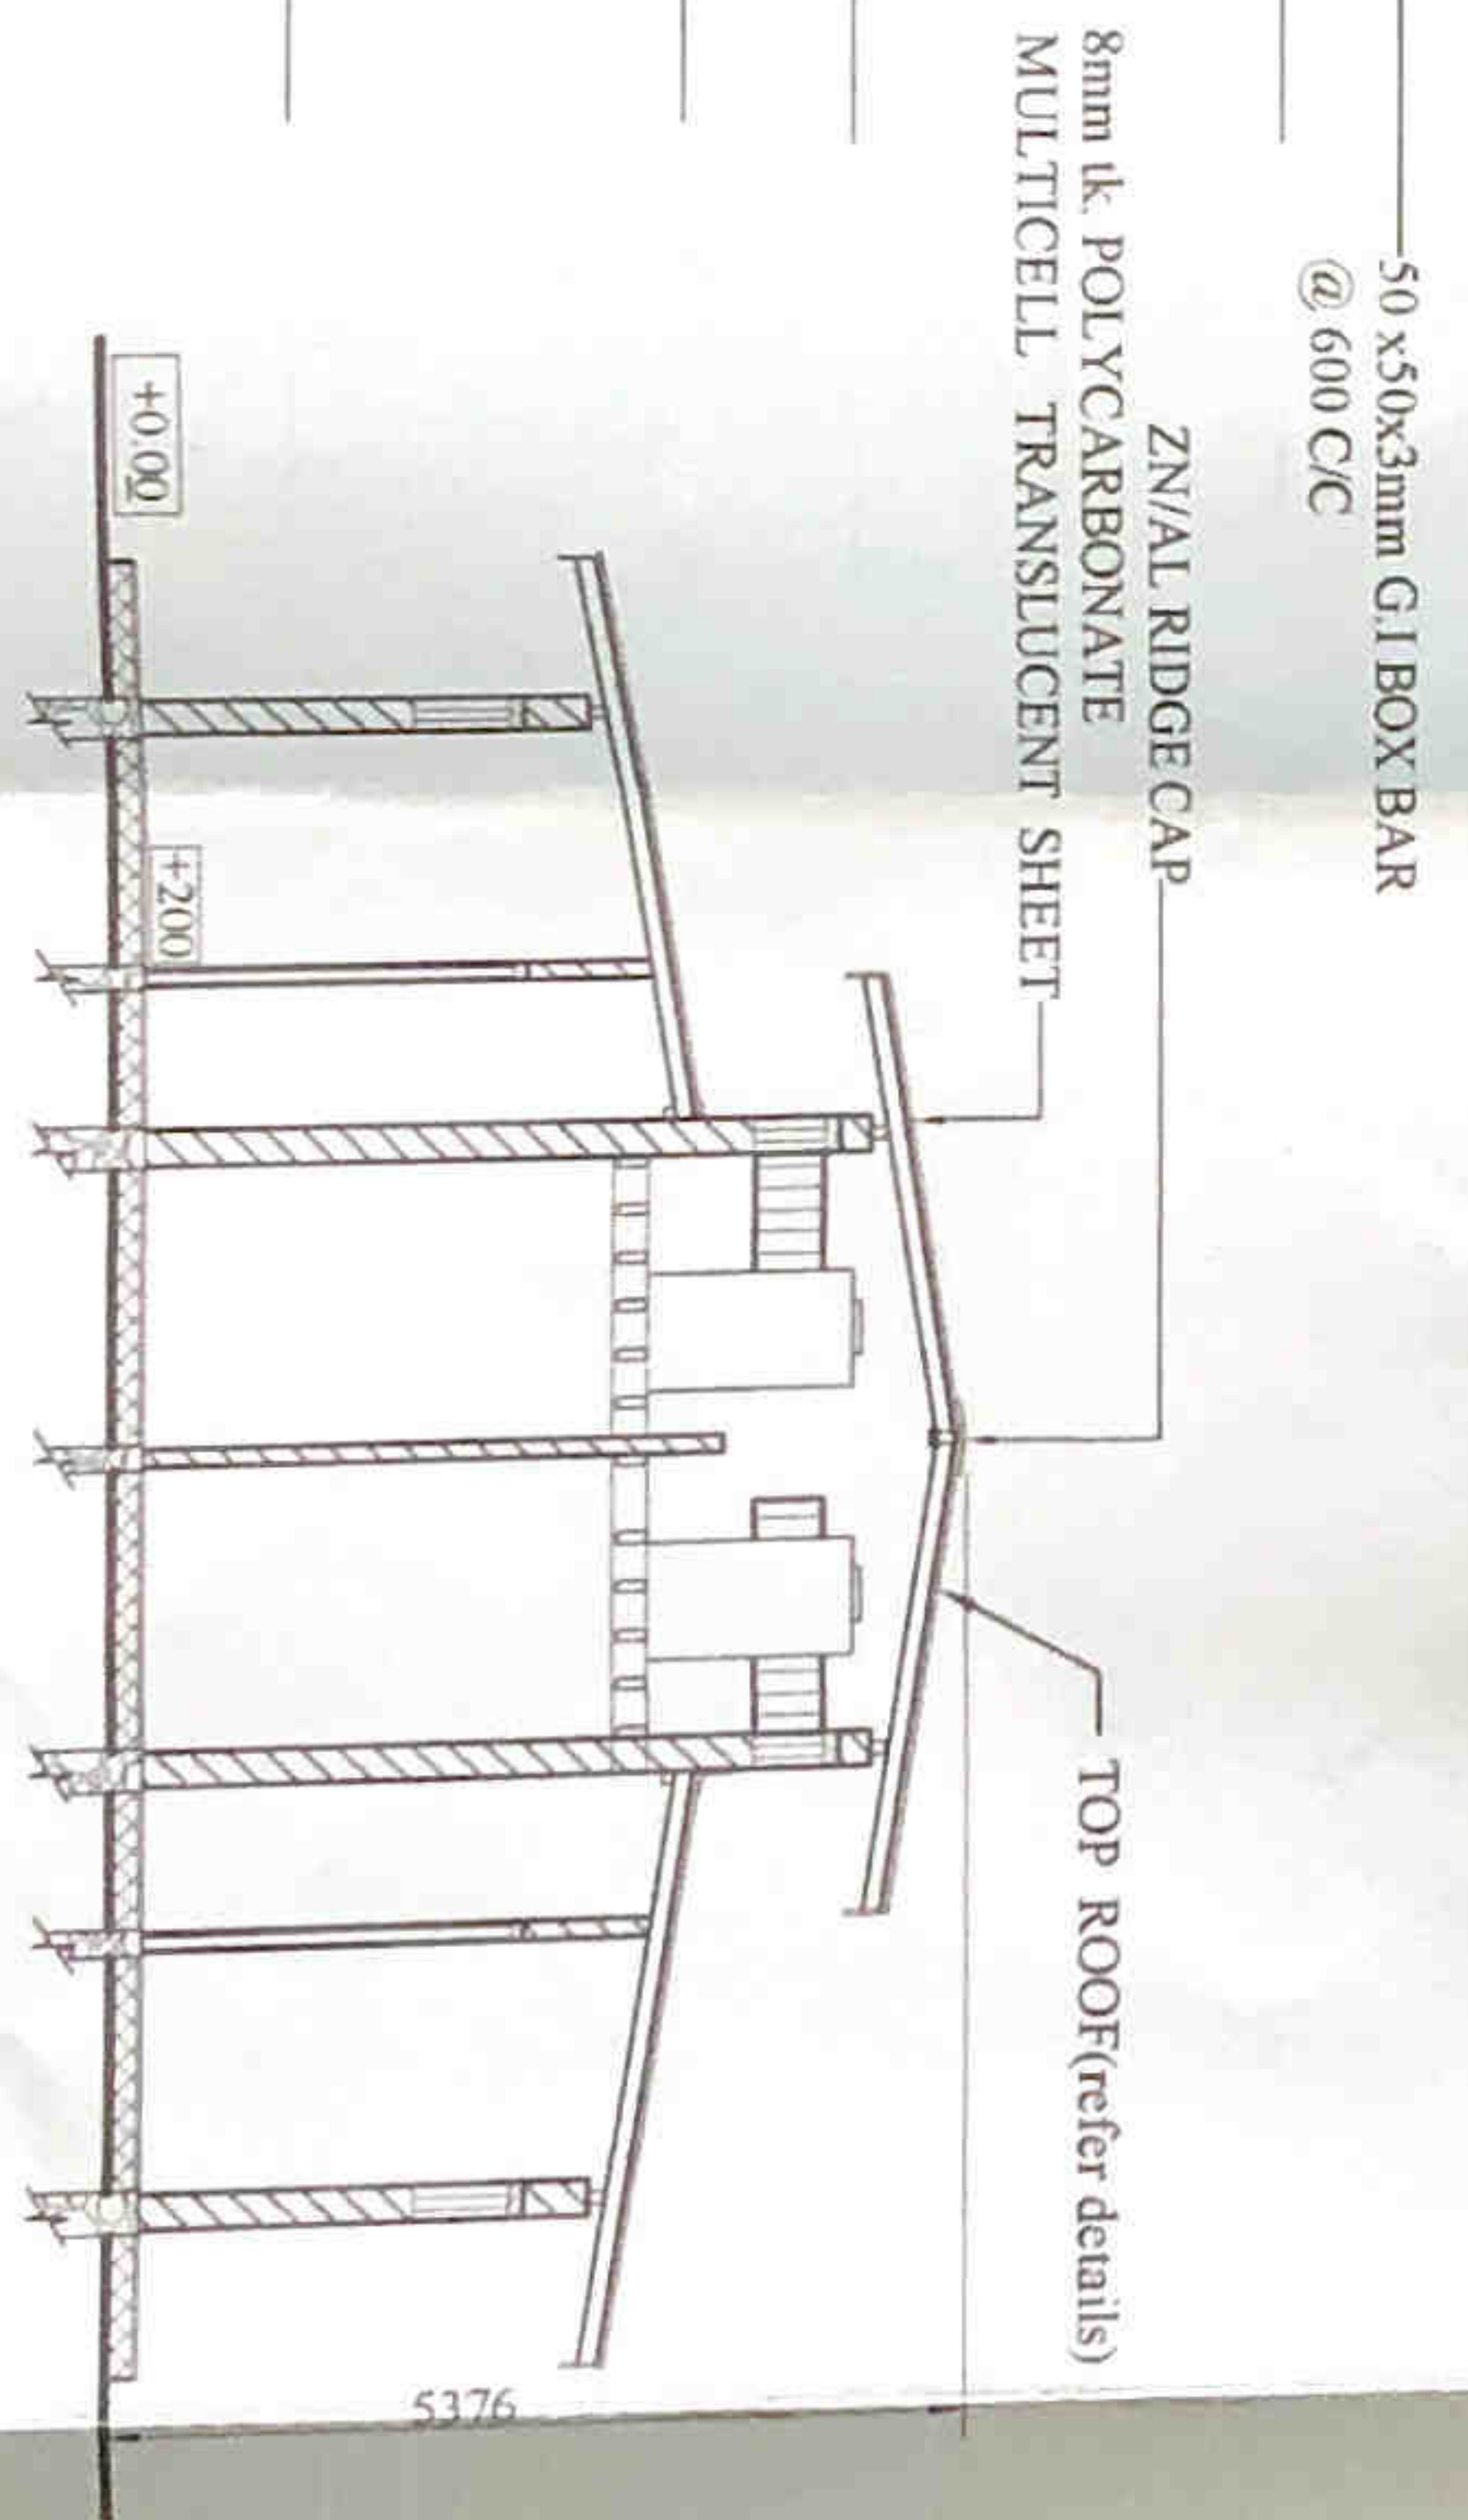 50 x50x3mm G.I BOX BAR
@ 600 C/C
ZN/AL RIDGE CAP
8mm tk. POLYCARBONATE
MULTICELL TRANSLUCENT SHEET
TOP ROOF(refer details)
+0.00
+200
5376